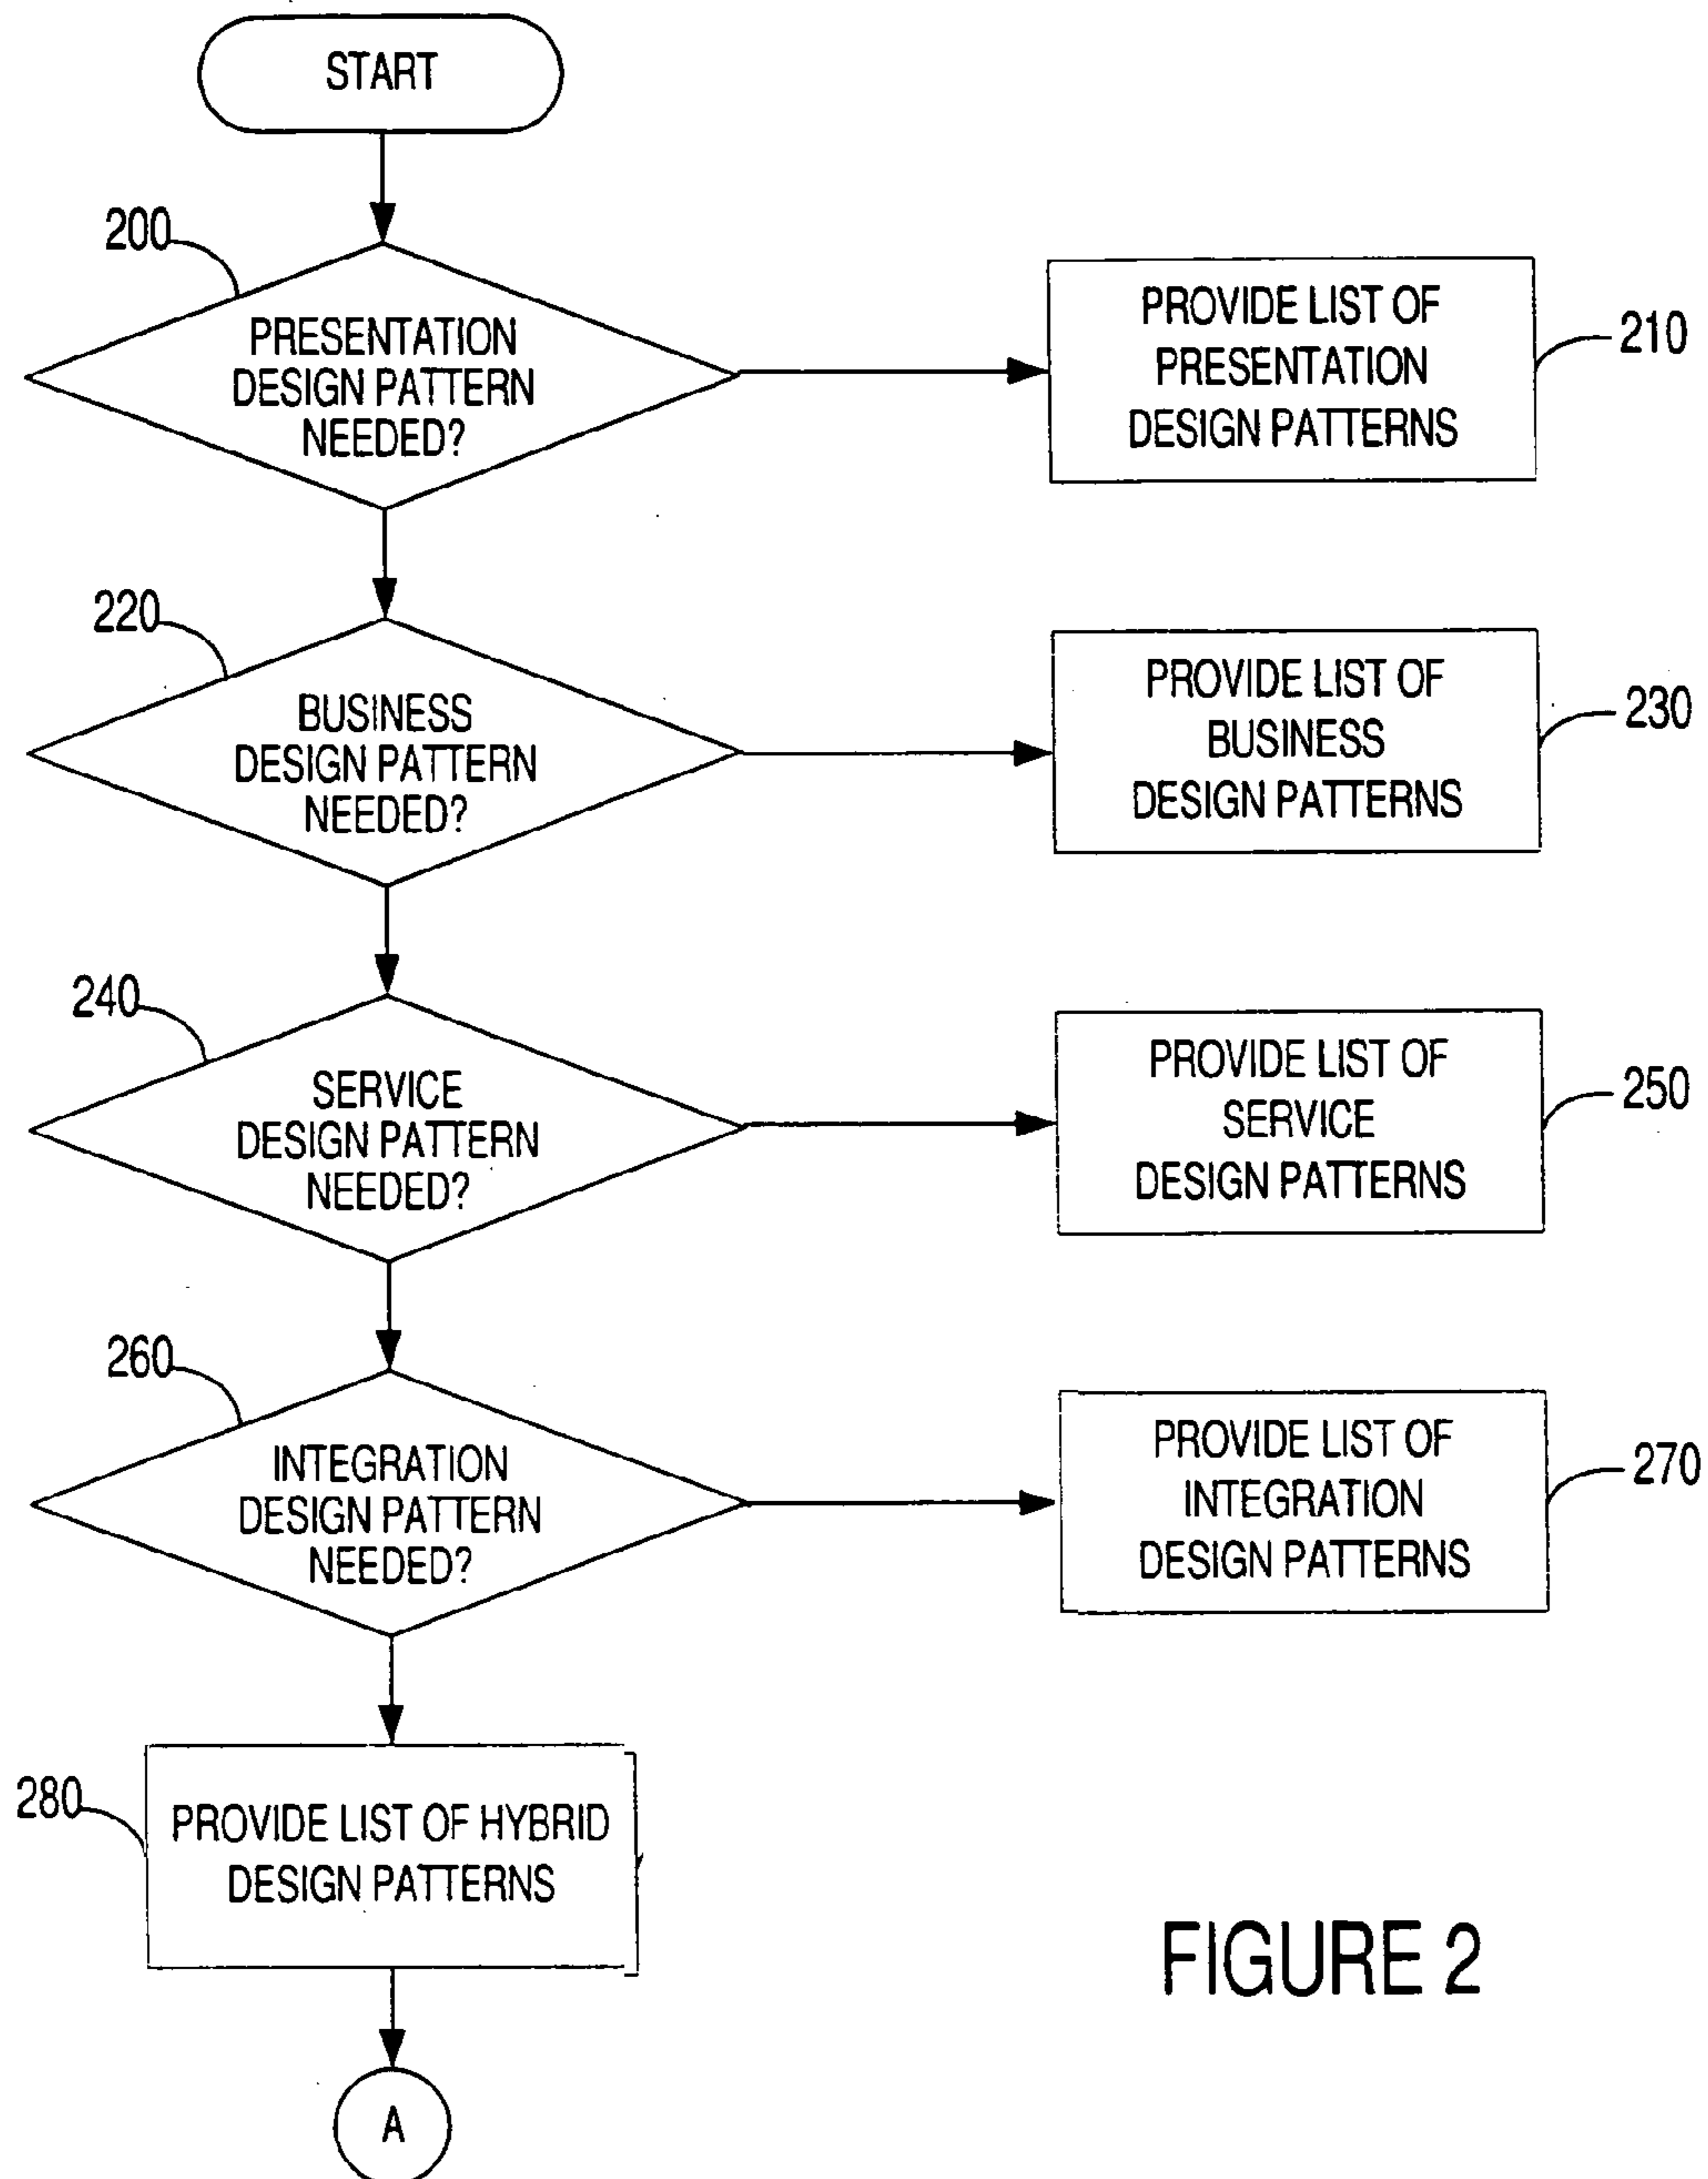 START
200
PRESENTATION
DESIGN PATTERN
NEEDED?
PROVIDE LIST OF
PRESENTATION
DESIGN PATTERNS
210
220
BUSINESS
DESIGN PATTERN
NEEDED?
PROVIDE LIST OF
BUSINESS
DESIGN PATTERNS
230
240
SERVICE
DESIGN PATTERN
NEEDED?
PROVIDE LIST OF
SERVICE
DESIGN PATTERNS
250
260
INTEGRATION
DESIGN PATTERN
NEEDED?
PROVIDE LIST OF
INTEGRATION
DESIGN PATTERNS
270
280
PROVIDE LIST OF HYBRID
DESIGN PATTERNS
A
FIGURE 2